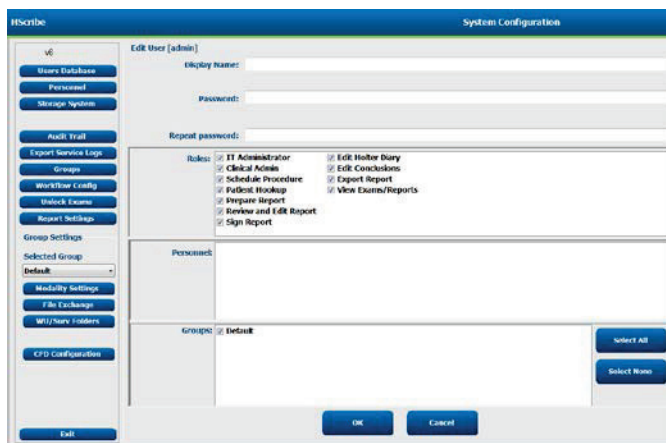 HScribe
System Configuration
v6
Users Database
Personnel
Storage System
Audit Trail
Export Service Logs
Groups
Workflow Config
Unlock Exams
Report Settings
Group Settings
Selected Group
Default
Modality Settings
File Exchange
WU/Surv Folders
CFD Configuration
Exit
Edit User [admin]
Display Name:
Password:
Repeat password:
Roles:
IT Administrator
Clinical Admin
Schedule Procedure
Patient Hookup
Prepare Report
Review and Edit Report
Sign Report
Edit Holter Diary
Edit Conclusions
Export Report
View Exams/Reports
Personnel:
Groups:
Default
Select All
Select None
OK
Cancel